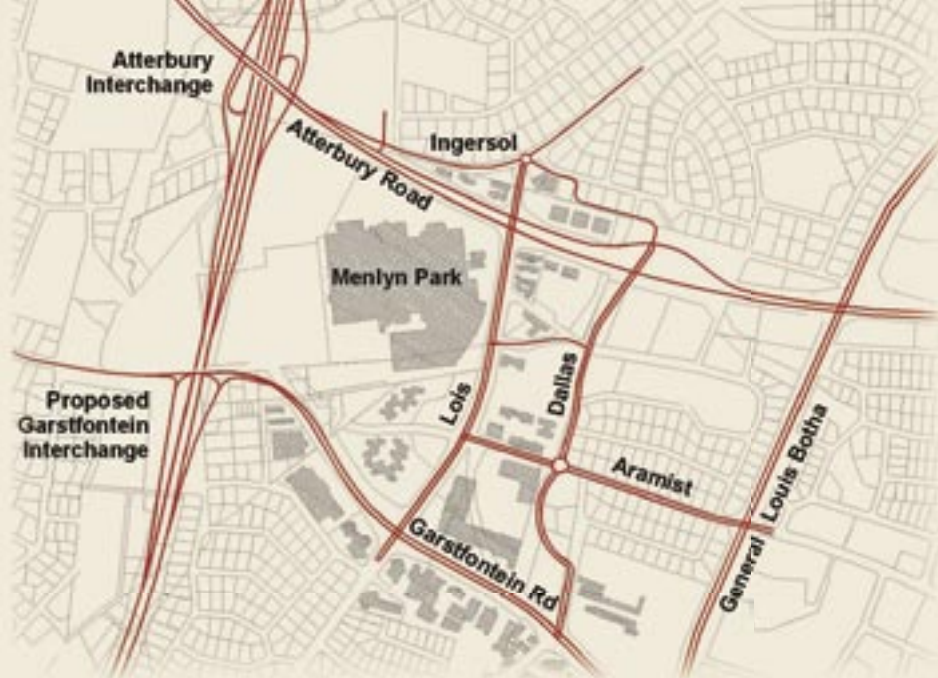 Atterbury
Interchange
Ingersol
Atterbury Road
Menlyn Park
Lois
Dallas
Proposed
Garstfontein
Interchange
Aramist
General Louis Botha
Garstfontein Rd